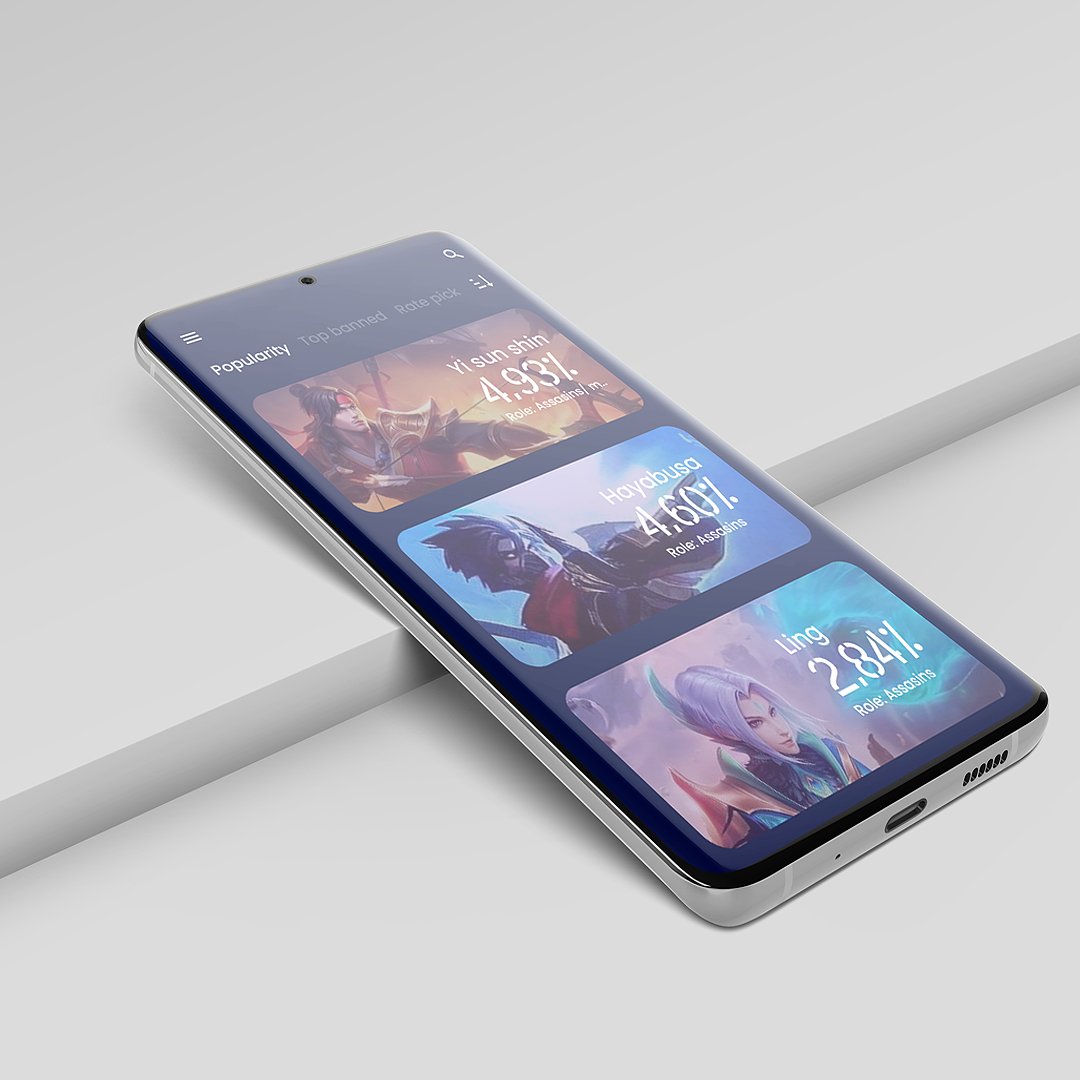 Popularity Top banned Rate pick
Yi sun shin
4,93%
Role: Assasins/ m..
Hayabusa
4,60%
Role: Assasins
Ling
2,84%
Role: Assasins